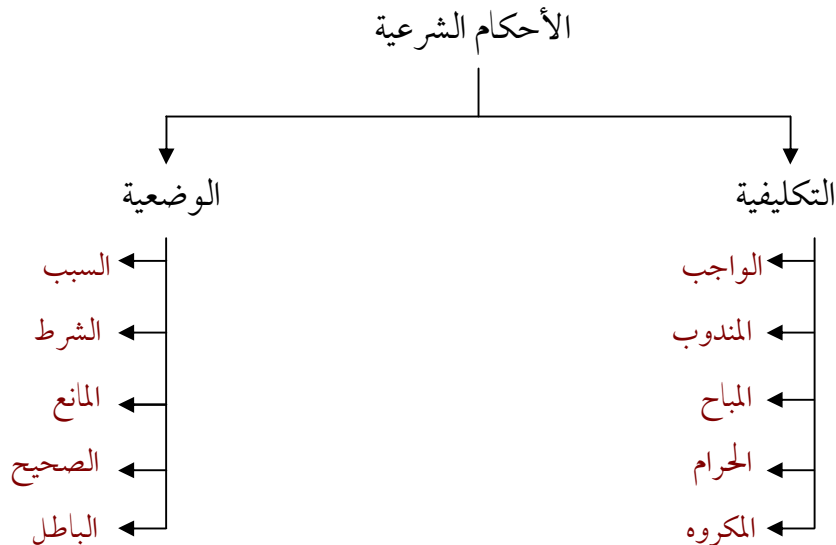 الأحكام الشرعية
التكليفية
الواجب
المندوب
المباح
الحرام
المكروه
الوضعية
السبب
الشرط
المانع
الصحيح
الباطل